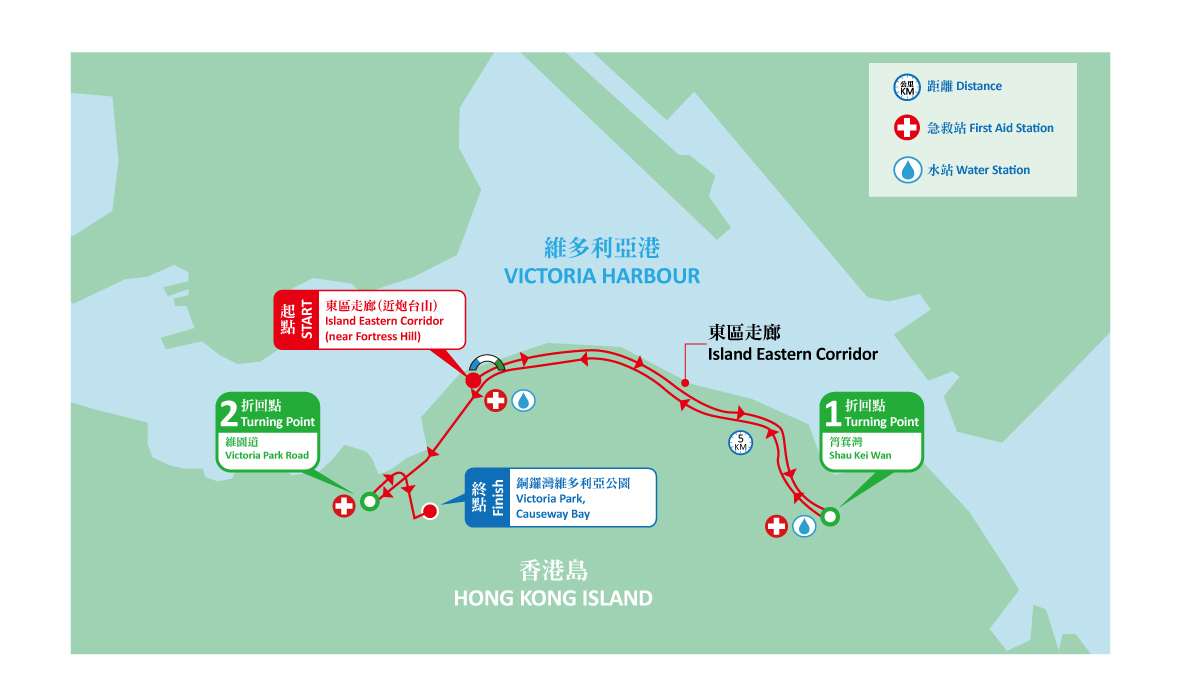 公里
KM
距離 Distance
急救站 First Aid Station
水站 Water Station
維多利亞港
VICTORIA HARBOUR
起點
START
東區走廊(近炮台山)
Island Eastern Corridor
(near Fortress Hill)
東區走廊
Island Eastern Corridor
2
折回點
Turning Point
維園道
Victoria Park Road
1
折回點
Turning Point
筲箕灣
Shau Kei Wan
5
KM
終點
Finish
銅鑼灣維多利亞公園
Victoria Park,
Causeway Bay
香港島
HONG KONG ISLAND